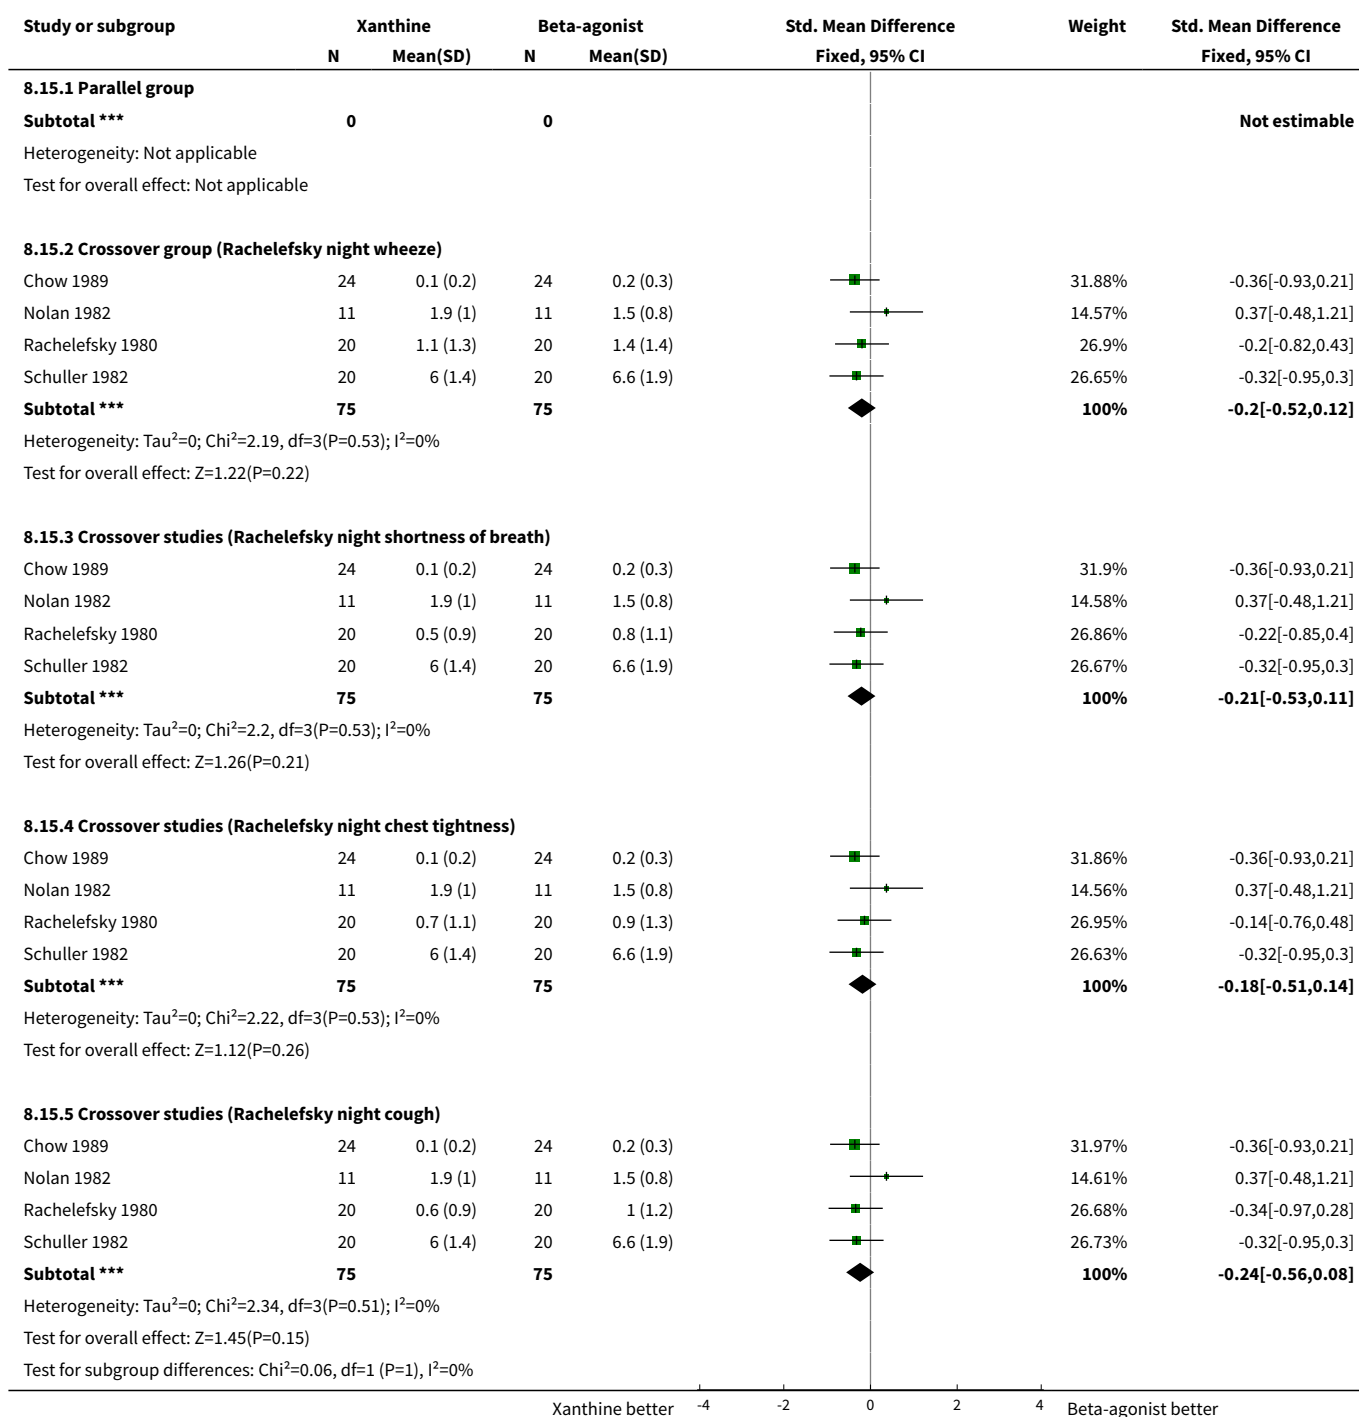 Study or subgroup Xanthine Beta-agonist Std. Mean Difference Weight Std. Mean Difference
N Mean(SD) N Mean(SD) Fixed, 95% CI Fixed, 95% CI
8.15.1 Parallel group
Subtotal *** 0 0 Not estimable
Heterogeneity: Not applicable
Test for overall effect: Not applicable
8.15.2 Crossover group (Rachelefsky night wheeze)
Chow 1989 24 0.1 (0.2) 24 0.2 (0.3) 31.88% -0.36[-0.93,0.21]
Nolan 1982 11 1.9 (1) 11 1.5 (0.8) 14.57% 0.37[-0.48,1.21]
Rachelefsky 1980 20 1.1 (1.3) 20 1.4 (1.4) 26.9% -0.2[-0.82,0.43]
Schuller 1982 20 6 (1.4) 20 6.6 (1.9) 26.65% -0.32[-0.95,0.3]
Subtotal *** 75 75 100% -0.2[-0.52,0.12]
Heterogeneity: Tau²=0; Chi²=2.19, df=3(P=0.53); I²=0%
Test for overall effect: Z=1.22(P=0.22)
8.15.3 Crossover studies (Rachelefsky night shortness of breath)
Chow 1989 24 0.1 (0.2) 24 0.2 (0.3) 31.9% -0.36[-0.93,0.21]
Nolan 1982 11 1.9 (1) 11 1.5 (0.8) 14.58% 0.37[-0.48,1.21]
Rachelefsky 1980 20 0.5 (0.9) 20 0.8 (1.1) 26.86% -0.22[-0.85,0.4]
Schuller 1982 20 6 (1.4) 20 6.6 (1.9) 26.67% -0.32[-0.95,0.3]
Subtotal *** 75 75 100% -0.21[-0.53,0.11]
Heterogeneity: Tau²=0; Chi²=2.2, df=3(P=0.53); I²=0%
Test for overall effect: Z=1.26(P=0.21)
8.15.4 Crossover studies (Rachelefsky night chest tightness)
Chow 1989 24 0.1 (0.2) 24 0.2 (0.3) 31.86% -0.36[-0.93,0.21]
Nolan 1982 11 1.9 (1) 11 1.5 (0.8) 14.56% 0.37[-0.48,1.21]
Rachelefsky 1980 20 0.7 (1.1) 20 0.9 (1.3) 26.95% -0.14[-0.76,0.48]
Schuller 1982 20 6 (1.4) 20 6.6 (1.9) 26.63% -0.32[-0.95,0.3]
Subtotal *** 75 75 100% -0.18[-0.51,0.14]
Heterogeneity: Tau²=0; Chi²=2.22, df=3(P=0.53); I²=0%
Test for overall effect: Z=1.12(P=0.26)
8.15.5 Crossover studies (Rachelefsky night cough)
Chow 1989 24 0.1 (0.2) 24 0.2 (0.3) 31.97% -0.36[-0.93,0.21]
Nolan 1982 11 1.9 (1) 11 1.5 (0.8) 14.61% 0.37[-0.48,1.21]
Rachelefsky 1980 20 0.6 (0.9) 20 1 (1.2) 26.68% -0.34[-0.97,0.28]
Schuller 1982 20 6 (1.4) 20 6.6 (1.9) 26.73% -0.32[-0.95,0.3]
Subtotal *** 75 75 100% -0.24[-0.56,0.08]
Heterogeneity: Tau²=0; Chi²=2.34, df=3(P=0.51); I²=0%
Test for overall effect: Z=1.45(P=0.15)
Test for subgroup differences: Chi²=0.06, df=1 (P=1), I²=0%
Xanthine better -4 -2 0 2 4 Beta-agonist better